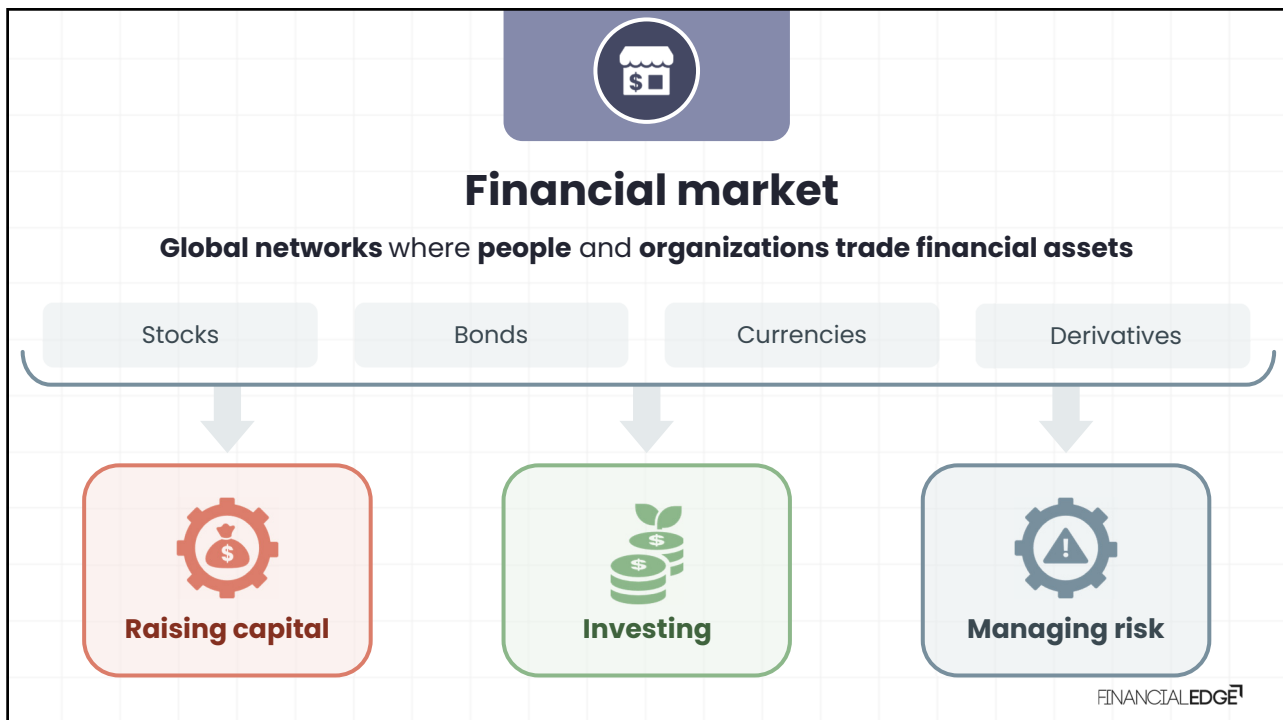 $
Financial market
Global networks where people and organizations trade financial assets
Stocks
Bonds
Currencies
Derivatives
$
$
$
!
Raising capital
Investing
Managing risk
FINANCIALEDGE